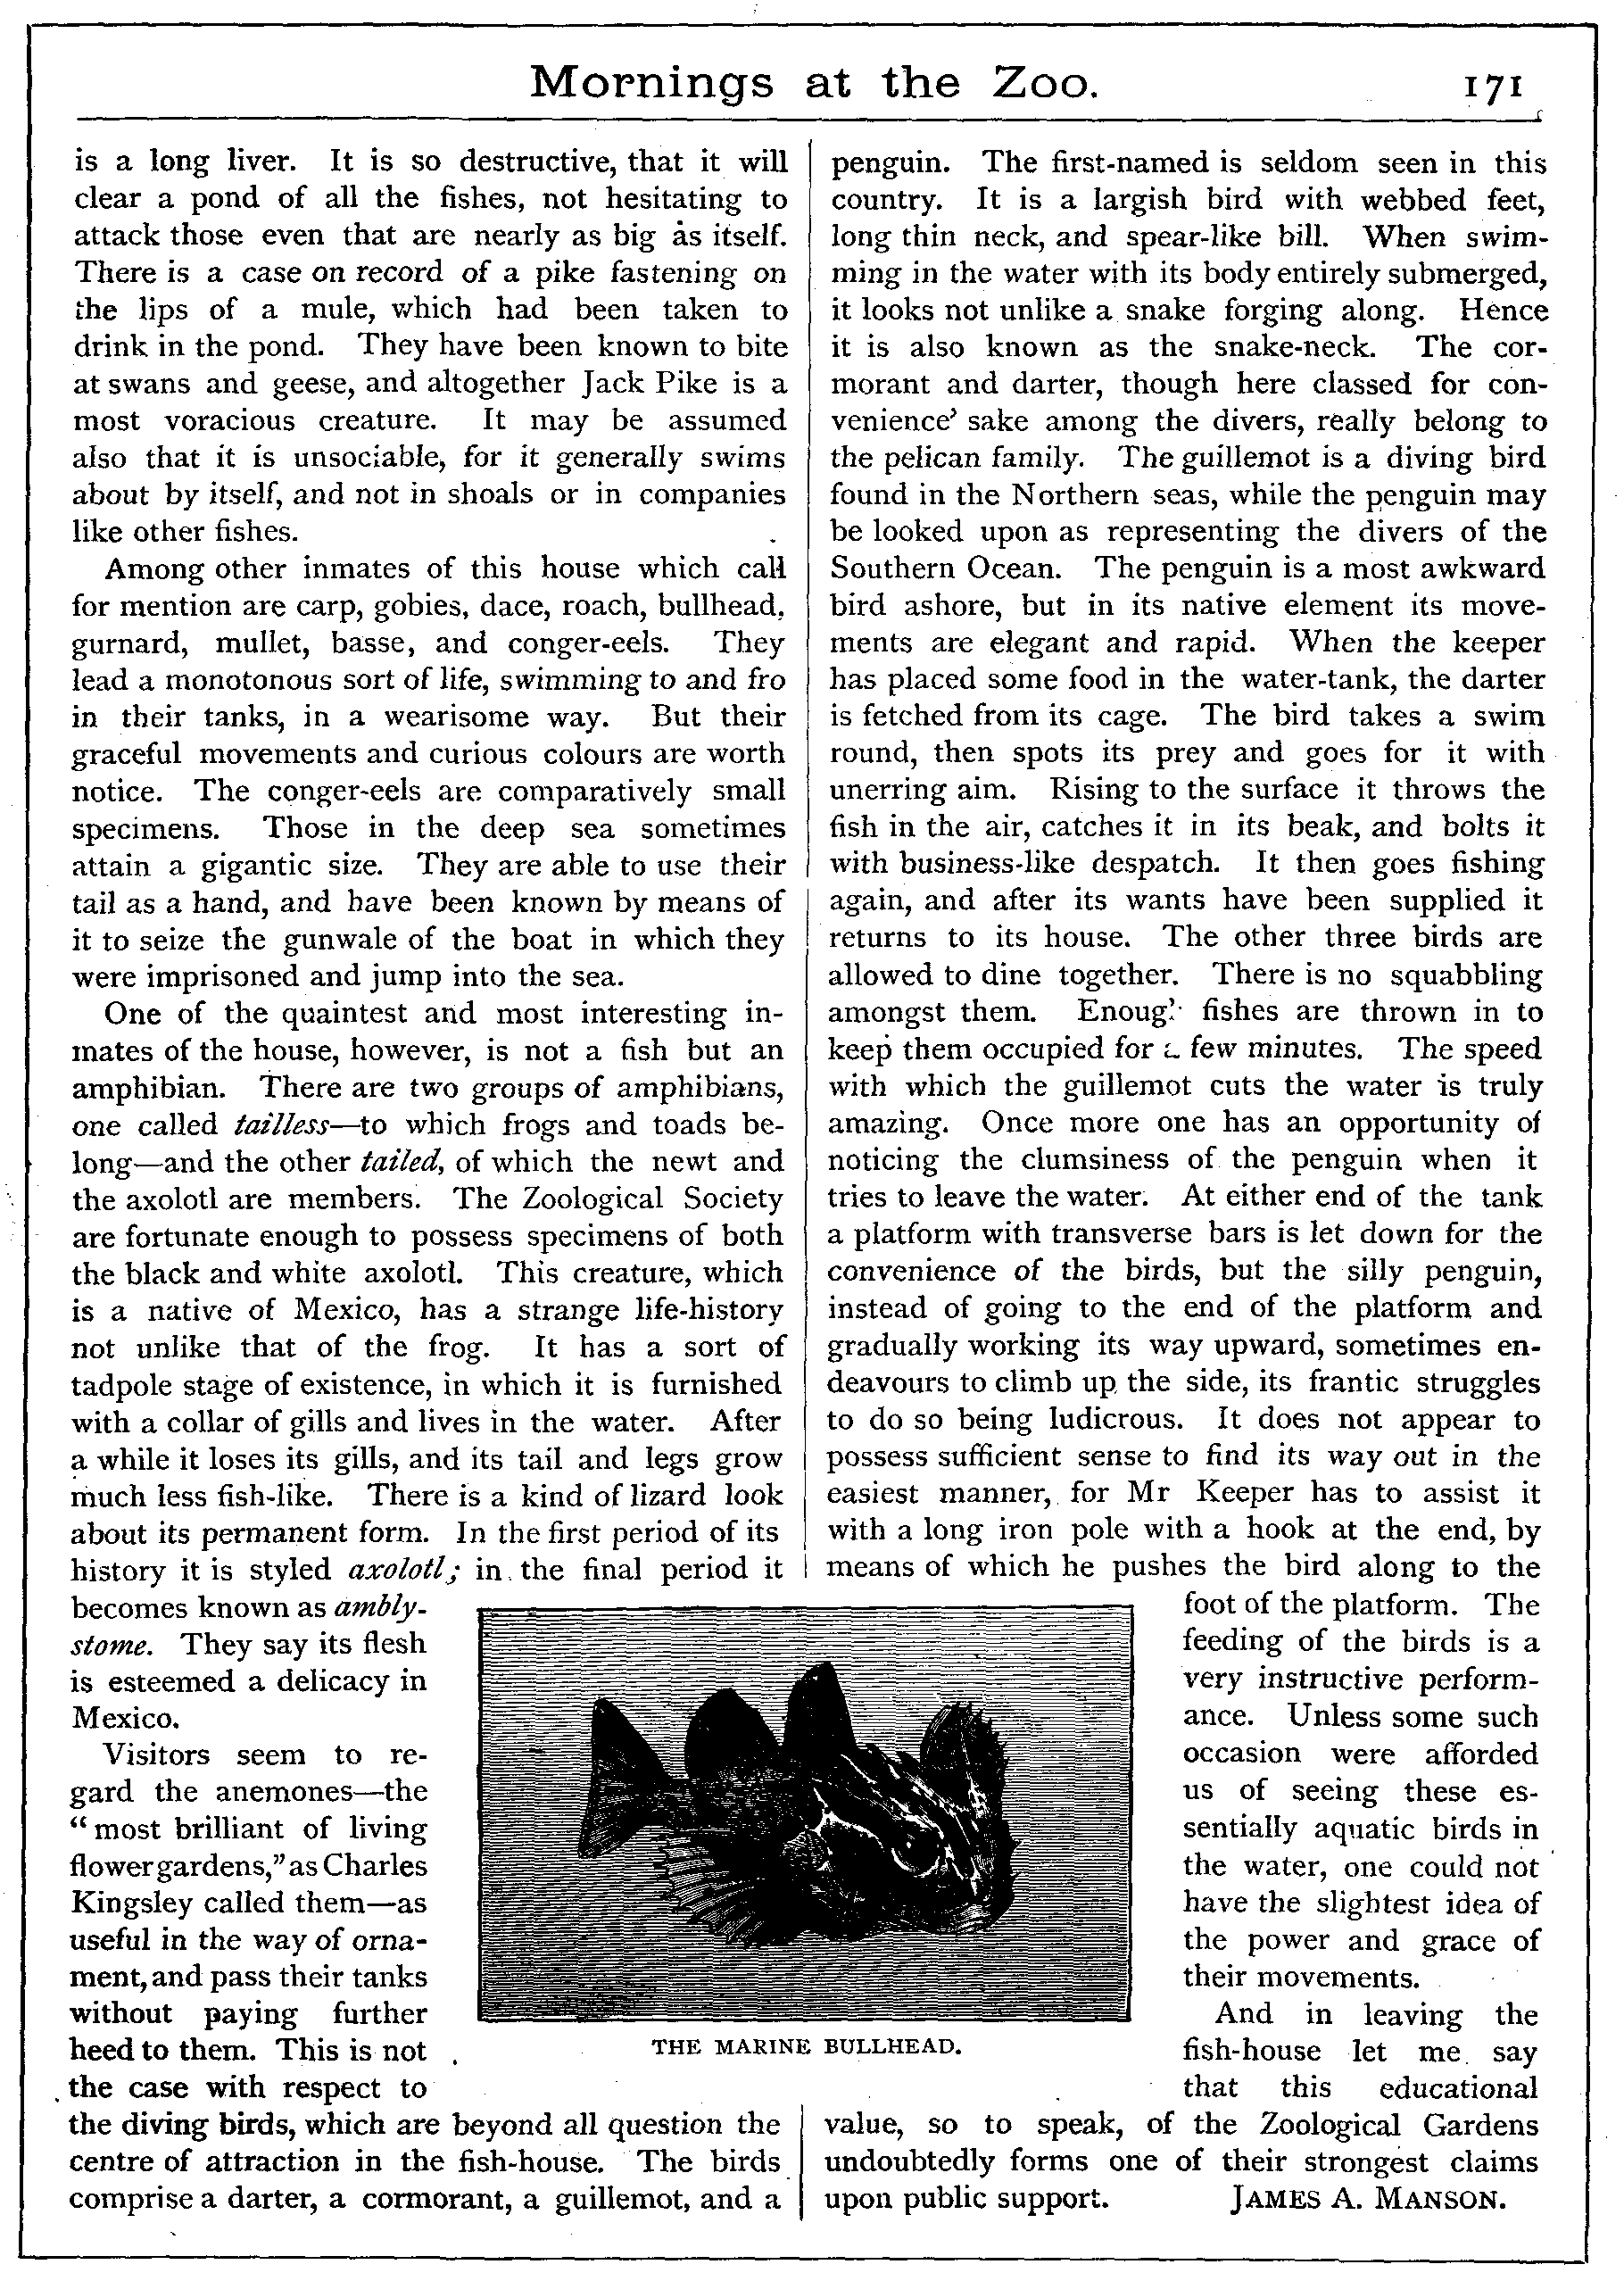 Mornings at the Zoo.
171
is a long liver. It is so destructive, that it will
clear a pond of all the fishes, not hesitating to
attack those even that are nearly as big as itself.
There is a case on record of a pike fastening on
the lips of a mule, which had been taken to
drink in the pond. They have been known to bite
at swans and geese, and altogether Jack Pike is a
most voracious creature. It may be assumed
also that it is unsociable, for it generally swims
about by itself, and not in shoals or in companies
like other fishes.
Among other inmates of this house which call
for mention are carp, gobies, dace, roach, bullhead,
gurnard, mullet, basse, and conger-eels. They
lead a monotonous sort of life, swimming to and fro
in their tanks, in a wearisome way. But their
graceful movements and curious colours are worth
notice. The conger-eels are comparatively small
specimens. Those in the deep sea sometimes
attain a gigantic size. They are able to use their
tail as a hand, and have been known by means of
it to seize the gunwale of the boat in which they
were imprisoned and jump into the sea.
One of the quaintest and most interesting in-
mates of the house, however, is not a fish but an
amphibian. There are two groups of amphibians,
one called tailless—to which frogs and toads be-
long—and the other tailed, of which the newt and
the axolotl are members. The Zoological Society
are fortunate enough to possess specimens of both
the black and white axolotl. This creature, which
is a native of Mexico, has a strange life-history
not unlike that of the frog. It has a sort of
tadpole stage of existence, in which it is furnished
with a collar of gills and lives in the water. After
a while it loses its gills, and its tail and legs grow
much less fish-like. There is a kind of lizard look
about its permanent form. In the first period of its
history it is styled axolotl; in the final period it
becomes known as ambly-
stome. They say its flesh
is esteemed a delicacy in
Mexico.
Visitors seem to re-
gard the anemones—the
"most brilliant of living
flower gardens," as Charles
Kingsley called them—as
useful in the way of orna-
ment, and pass their tanks
without paying further
heed to them. This is not
the case with respect to
the diving birds, which are beyond all question the
centre of attraction in the fish-house. The birds
comprise a darter, a cormorant, a guillemot, and a
THE MARINE BULLHEAD.
penguin. The first-named is seldom seen in this
country. It is a largish bird with webbed feet,
long thin neck, and spear-like bill. When swim-
ming in the water with its body entirely submerged,
it looks not unlike a snake forging along. Hence
it is also known as the snake-neck. The cor-
morant and darter, though here classed for con-
venience' sake among the divers, really belong to
the pelican family. The guillemot is a diving bird
found in the Northern seas, while the penguin may
be looked upon as representing the divers of the
Southern Ocean. The penguin is a most awkward
bird ashore, but in its native element its move-
ments are elegant and rapid. When the keeper
has placed some food in the water-tank, the darter
is fetched from its cage. The bird takes a swim
round, then spots its prey and goes for it with
unerring aim. Rising to the surface it throws the
fish in the air, catches it in its beak, and bolts it
with business-like despatch. It then goes fishing
again, and after its wants have been supplied it
returns to its house. The other three birds are
allowed to dine together. There is no squabbling
amongst them. Enough fishes are thrown in to
keep them occupied for a few minutes. The speed
with which the guillemot cuts the water is truly
amazing. Once more one has an opportunity of
noticing the clumsiness of the penguin when it
tries to leave the water. At either end of the tank
a platform with transverse bars is let down for the
convenience of the birds, but the silly penguin,
instead of going to the end of the platform and
gradually working its way upward, sometimes en-
deavours to climb up the side, its frantic struggles
to do so being ludicrous. It does not appear to
possess sufficient sense to find its way out in the
easiest manner, for Mr Keeper has to assist it
with a long iron pole with a hook at the end, by
means of which he pushes the bird along to the
foot of the platform. The
feeding of the birds is a
very instructive perform-
ance. Unless some such
occasion were afforded
us of seeing these es-
sentially aquatic birds in
the water, one could not
have the slightest idea of
the power and grace of
their movements.
And in leaving the
fish-house let me say
that this educational
value, so to speak, of the Zoological Gardens
undoubtedly forms one of their strongest claims
upon public support. JAMES A. MANSON.